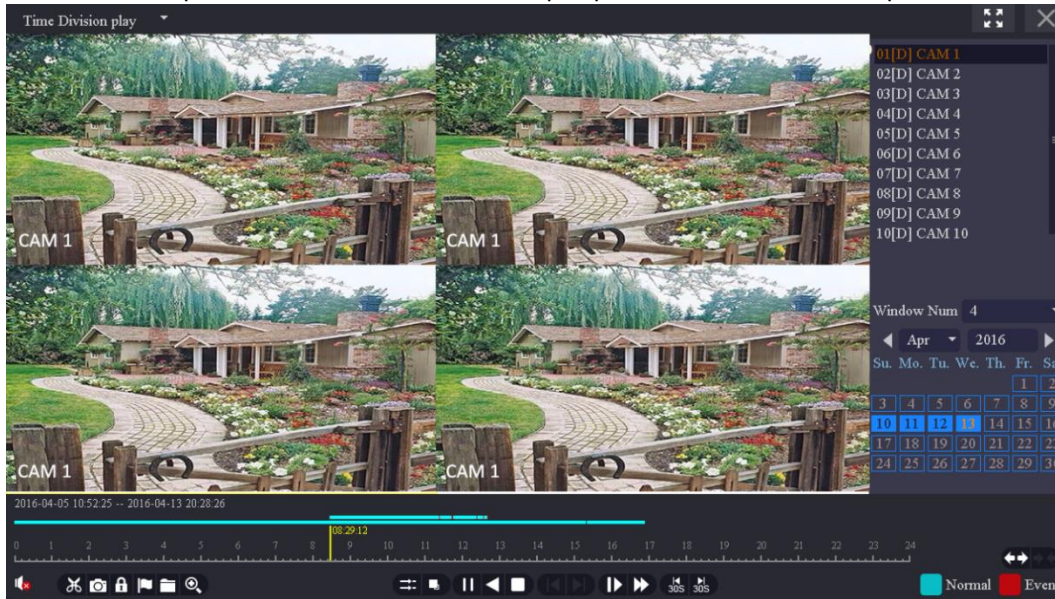 Time Division play
01[D] CAM 1
02[D] CAM 2
03[D] CAM 3
04[D] CAM 4
05[D] CAM 5
06[D] CAM 6
07[D] CAM 7
08[D] CAM 8
09[D] CAM 9
10[D] CAM 10
CAM 1
CAM 1
CAM 1
CAM 1
Window Num 4
Apr 2016
Su. Mo. Tu. We. Th. Fr. Sa
1 2
3 4 5 6 7 8 9
10 11 12 13 14 15 16
17 18 19 20 21 22 23
24 25 26 27 28 29 30
2016-04-05 10:52:25 -- 2016-04-13 20:28:26
08:29:12
0 1 2 3 4 5 6 7 8 9 10 11 12 13 14 15 16 17 18 19 20 21 22 23 24
30S 30S
Normal Even